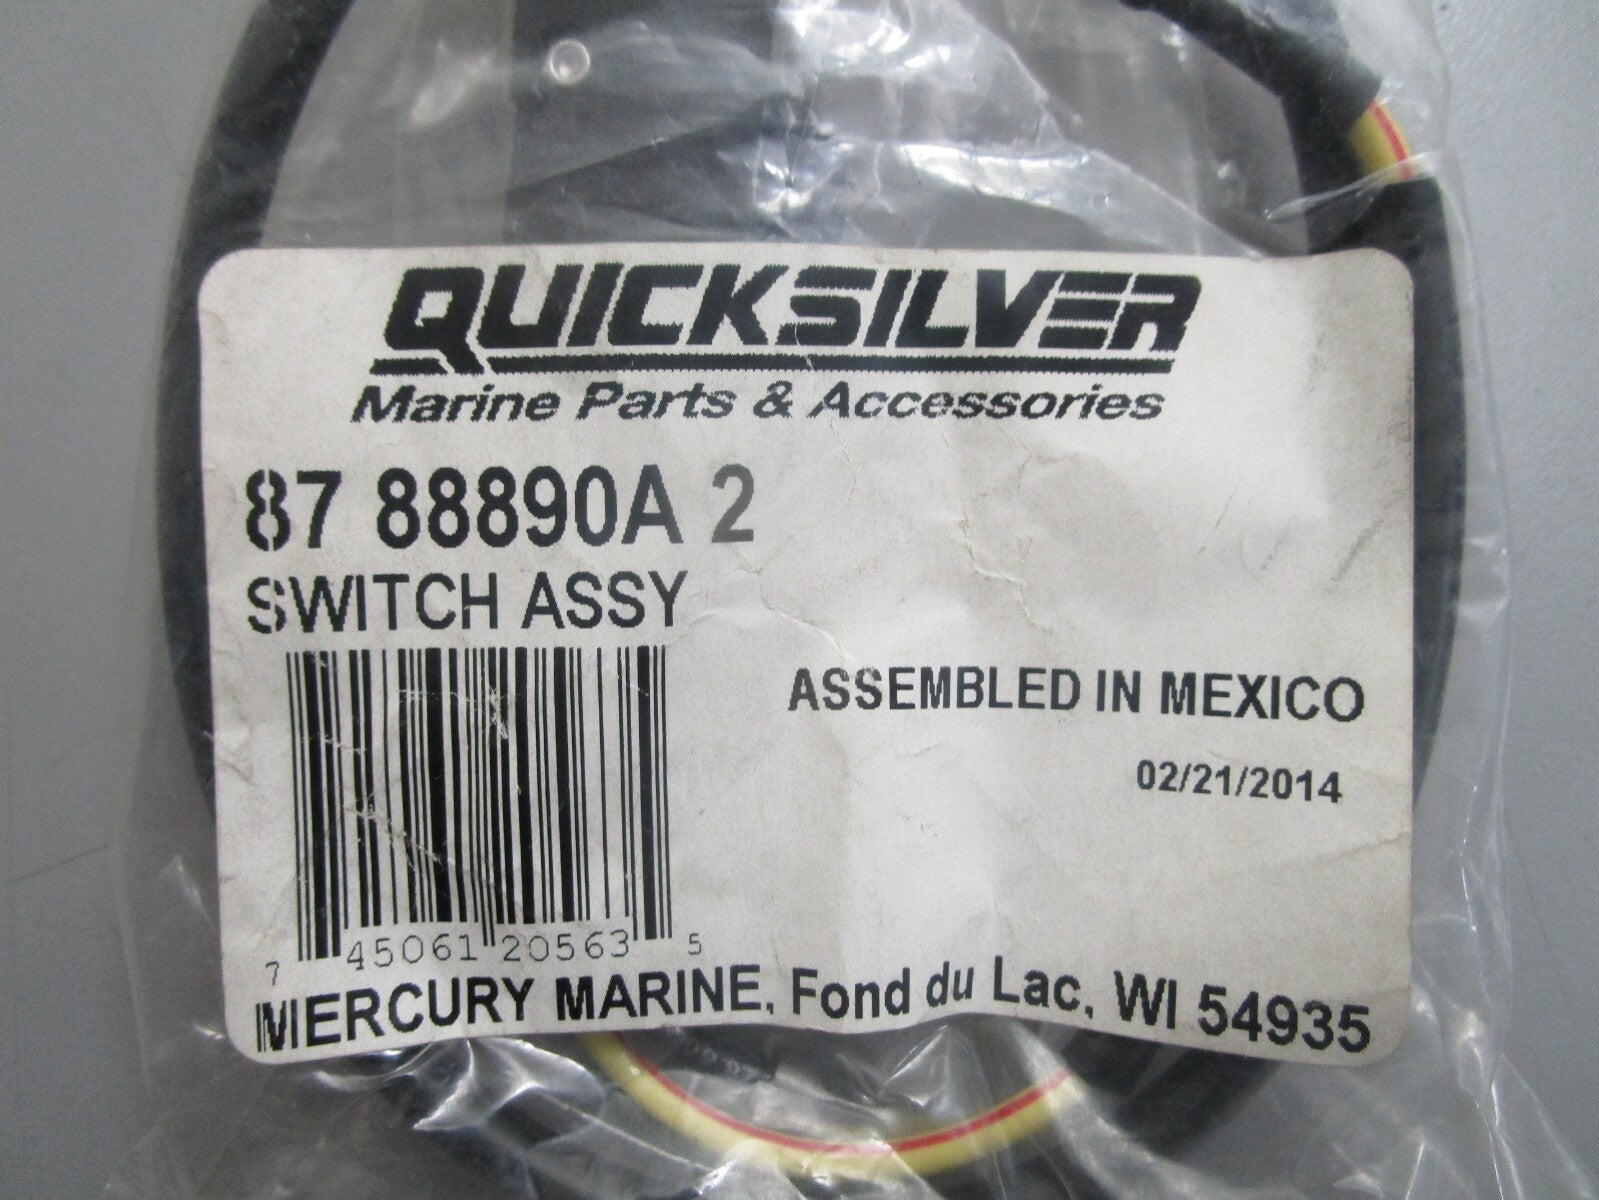 QUICKSILVER
Marine Parts & Accessories
87 88890A 2
SWITCH ASSY
ASSEMBLED IN MEXICO
02/21/2014
7 45061 20563 5
MERCURY MARINE, Fond du Lac, WI 54935